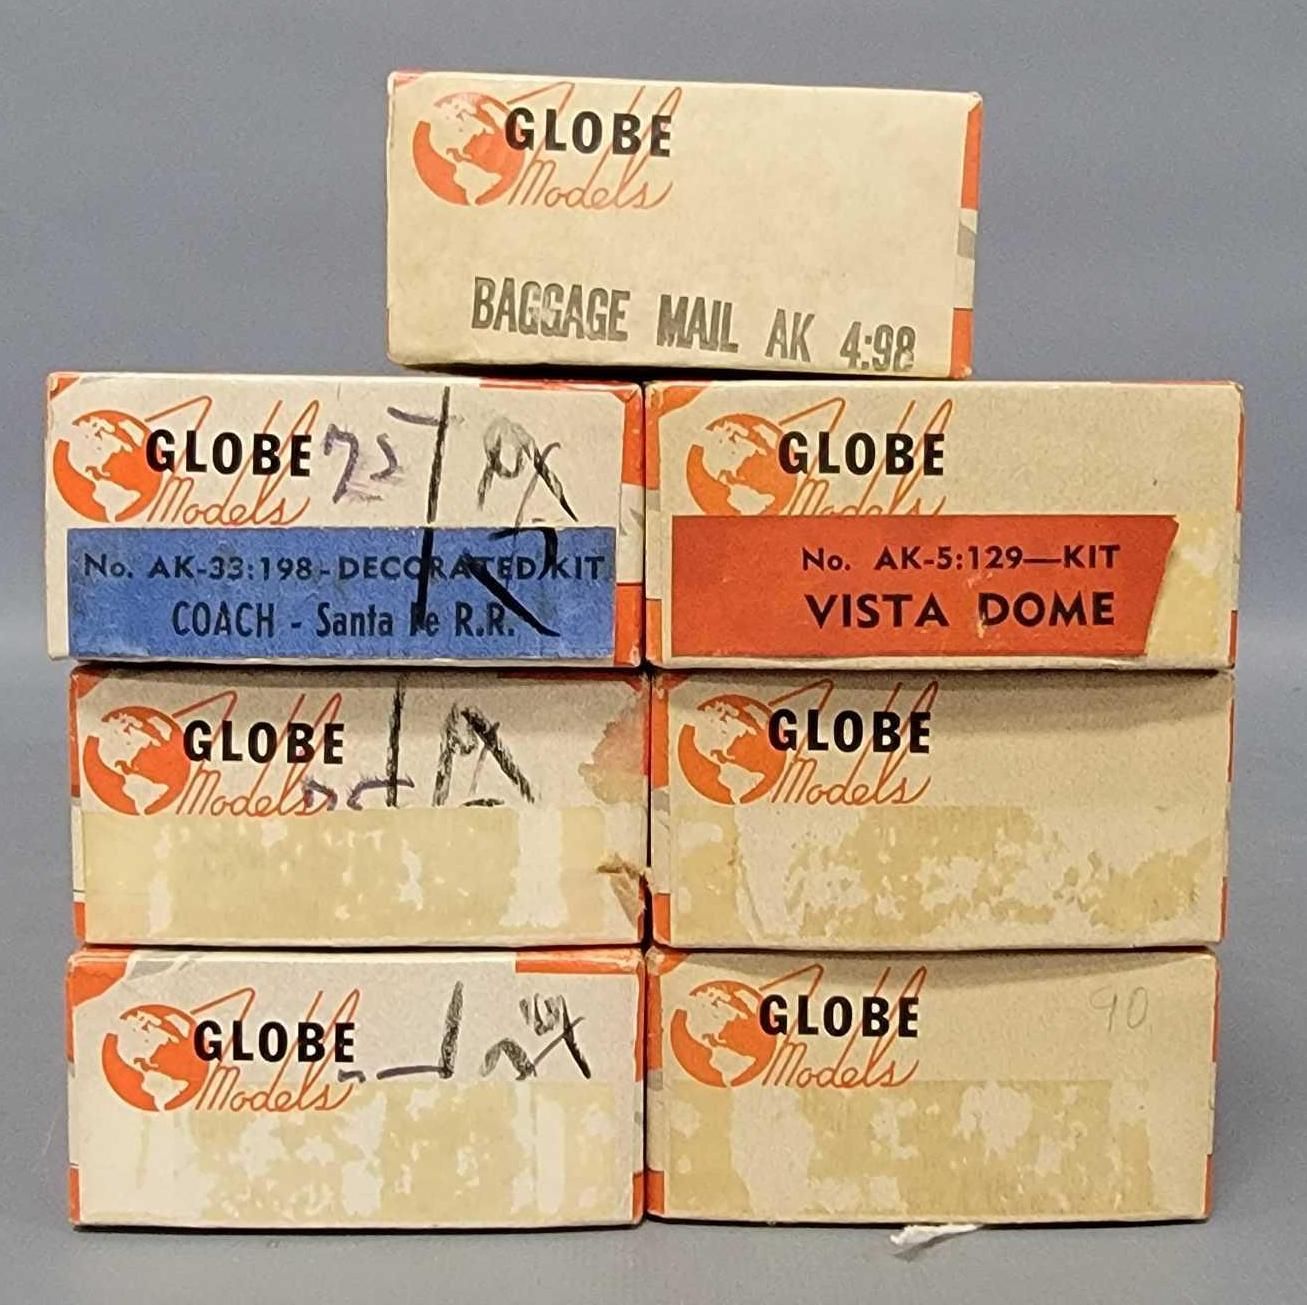 GLOBE
Models
BAGGAGE MAIL AK 4:98
GLOBE
Models
No. AK-33:198-DECORATED KIT
COACH - Santa Fe R.R.
GLOBE
Models
No. AK-5:129—KIT
VISTA DOME
GLOBE
Models
GLOBE
Models
GLOBE
Models
GLOBE 90
Models